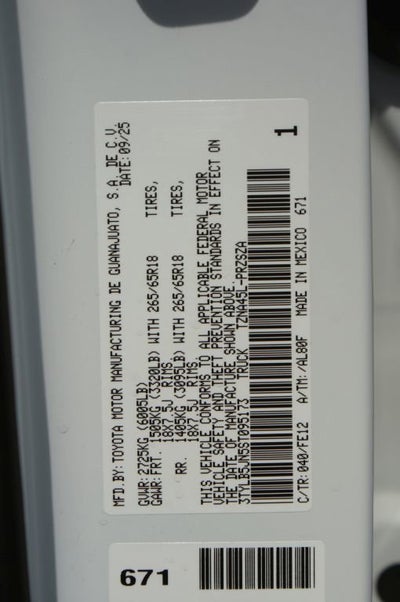 MFD.BY:TOYOTA MOTOR MANUFACTURING DE GUANAJUATO, S.A. DE C.V.
DATE:09/25
GVWR:2725KG (6005LB)
GAWR:FRT. 1505KG (3320LB) WITH 265/65R18 TIRES,
18X7.5J RIMS
RR. 1405KG (3095LB) WITH 265/65R18 TIRES,
18X7.5J RIMS
THIS VEHICLE CONFORMS TO ALL APPLICABLE FEDERAL MOTOR
VEHICLE SAFETY AND THEFT PREVENTION STANDARDS IN EFFECT ON
THE DATE OF MANUFACTURE SHOWN ABOVE.
3TYLB5JN5ST095173 TRUCK TZNA45L-PRZSZA
1
C/TR:040/FE12 A/TM:/AL80F MADE IN MEXICO 671
671